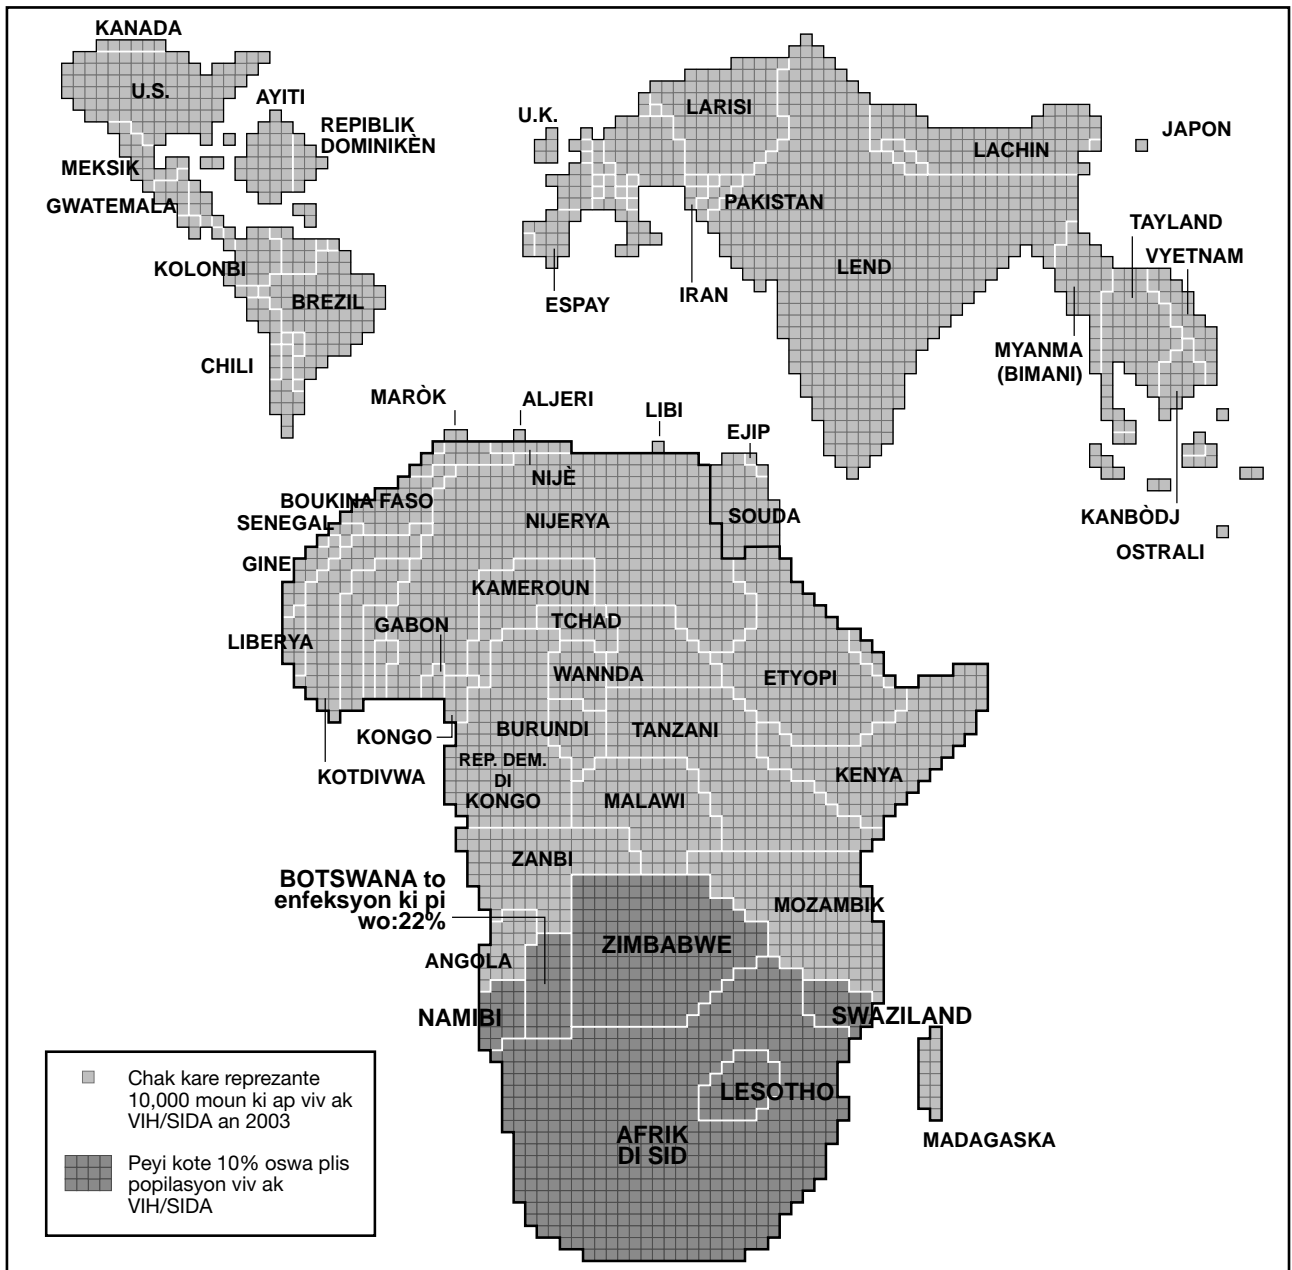 KANADA
U.S.
AYITI
REPIBLIK
DOMINIKÈN
MEKSIK
GWATEMALA
KOLONBI
BREZIL
CHILI
U.K.
LARISI
JAPON
LACHIN
PAKISTAN
TAYLAND
VYETNAM
LEND
ESPAY
IRAN
MYANMA
(BIMANI)
KANBÒDJ
OSTRALI
MARÒK
ALJERI
LIBI
EJIP
NIJÈ
BOUKINA FASO
SENEGAL
NIJERYA
SOUDA
GINE
KAMEROUN
TCHAD
GABON
LIBERYA
WANNDA
ETYOPI
BURUNDI
TANZANI
KONGO
KOTDIVWA
REP. DEM.
DI
KONGO
KENYA
MALAWI
ZANBI
BOTSWANA to
enfeksyon ki pi
wo:22%
MOZAMBIK
ZIMBABWE
ANGOLA
NAMIBI
SWAZILAND
LESOTHO
AFRIK
DI SID
MADAGASKA
Chak kare reprezante
10,000 moun ki ap viv ak
VIH/SIDA an 2003
Peyi kote 10% oswa plis
popilasyon viv ak
VIH/SIDA